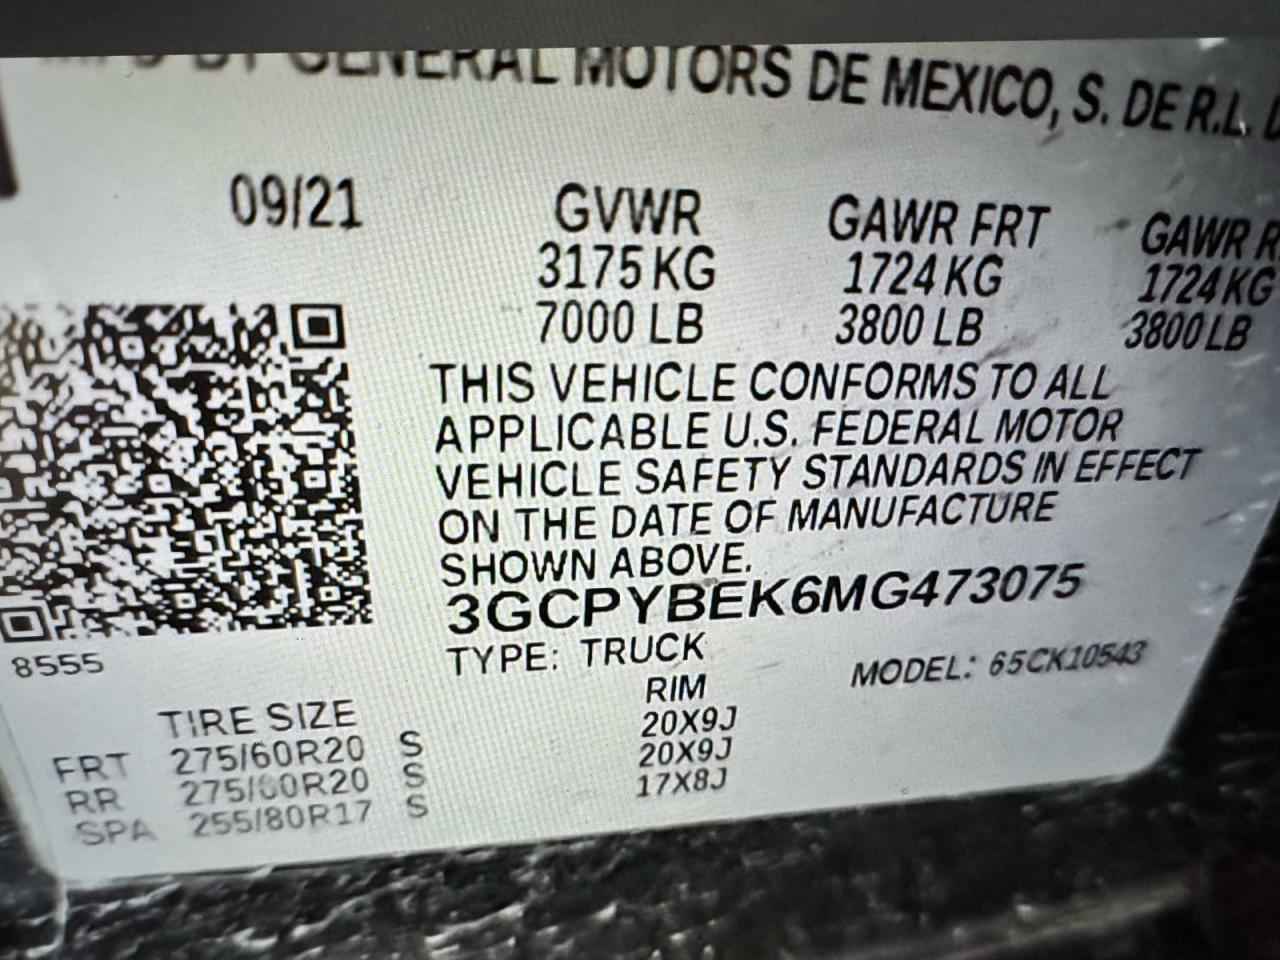 MFD BY GENERAL MOTORS DE MEXICO, S. DE R.L. D
09/21 GVWR GAWR FRT GAWR R
3175 KG 1724 KG 1724 KG
7000 LB 3800 LB 3800 LB
THIS VEHICLE CONFORMS TO ALL
APPLICABLE U.S. FEDERAL MOTOR
VEHICLE SAFETY STANDARDS IN EFFECT
ON THE DATE OF MANUFACTURE
SHOWN ABOVE.
3GCPYBEK6MG473075
8555 TYPE: TRUCK MODEL: 65CK10543
TIRE SIZE RIM
FRT 275/60R20 S 20X9J
RR 275/60R20 S 20X9J
SPA 255/80R17 S 17X8J